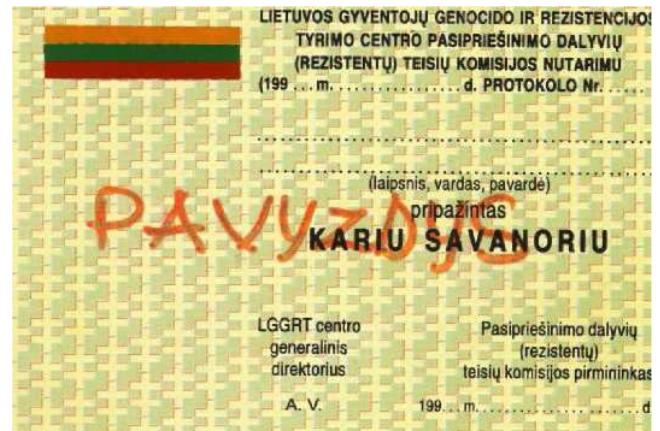 LIETUVOS GYVENTOJŲ GENOCIDO IR REZISTENCIJOS
TYRIMO CENTRO PASIPRIEŠINIMO DALYVIŲ
(REZISTENTŲ) TEISIŲ KOMISIJOS NUTARIMU
(199 ... m. ................ d. PROTOKOLO Nr. ......
(laipsnis, vardas, pavardė)
pripažintas
PAVYZDYS
KARIU SAVANORIU
LGGRT centro
generalinis
direktorius
A. V.
Pasipriešinimo dalyvių
(rezistentų)
teisių komisijos pirmininkas
199 ... m. ................ d.